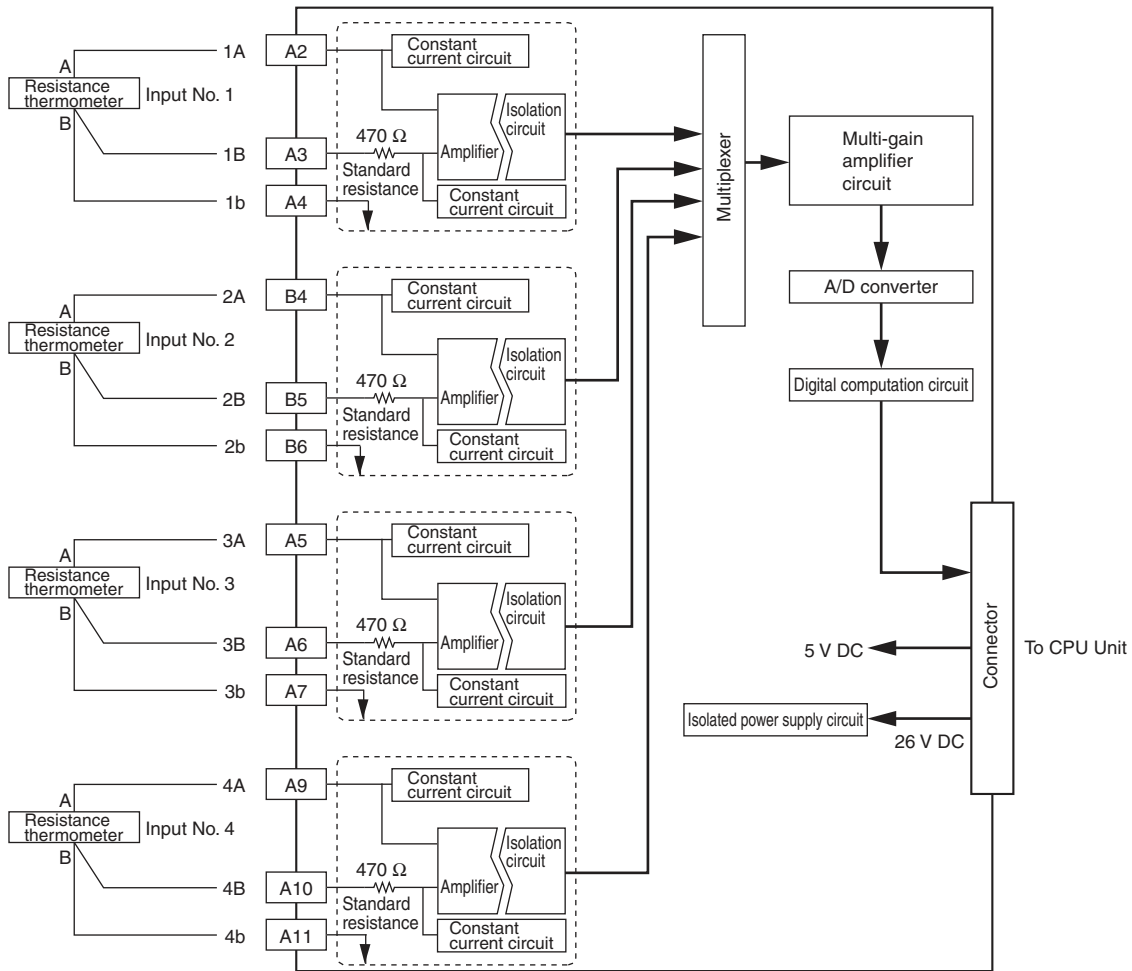 1A
A2
A
Resistance
thermometer
Input No. 1
B
1B
A3
1b
A4
Constant
current circuit
470 Ω
Standard
resistance
Amplifier
Isolation
circuit
Constant
current circuit
2A
B4
A
Resistance
thermometer
Input No. 2
B
2B
B5
2b
B6
Constant
current circuit
470 Ω
Standard
resistance
Amplifier
Isolation
circuit
Constant
current circuit
3A
A5
A
Resistance
thermometer
Input No. 3
B
3B
A6
3b
A7
Constant
current circuit
470 Ω
Standard
resistance
Amplifier
Isolation
circuit
Constant
current circuit
4A
A9
A
Resistance
thermometer
Input No. 4
B
4B
A10
4b
A11
Constant
current circuit
470 Ω
Standard
resistance
Amplifier
Isolation
circuit
Constant
current circuit
Multiplexer
Multi-gain
amplifier
circuit
A/D converter
Digital computation circuit
5 V DC
Isolated power supply circuit
26 V DC
Connector
To CPU Unit